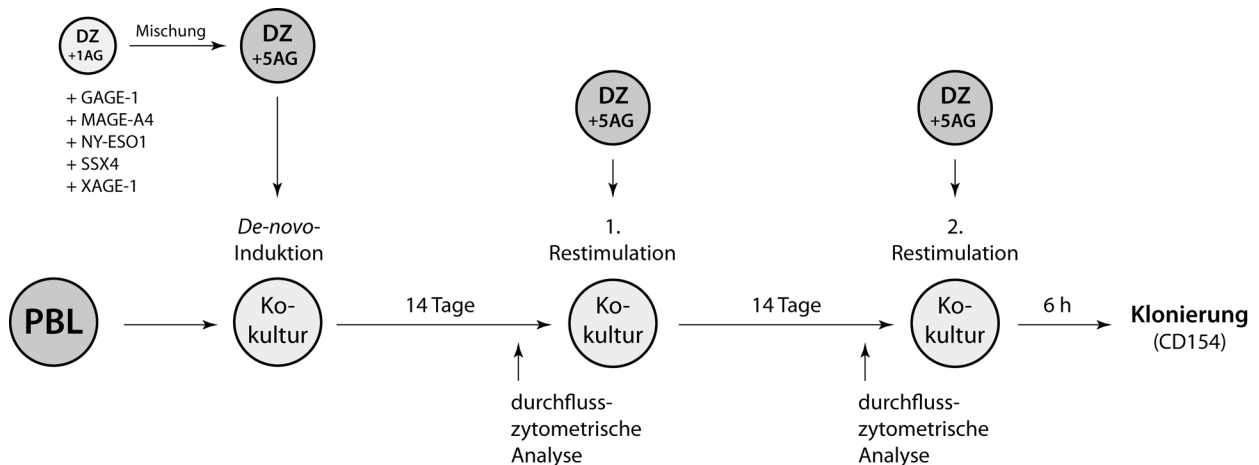 DZ
+1AG
Mischung
DZ
+5AG
+ GAGE-1
+ MAGE-A4
+ NY-ESO1
+ SSX4
+ XAGE-1
DZ
+5AG
DZ
+5AG
De-novo-
Induktion
1.
Restimulation
2.
Restimulation
PBL
Ko-
kultur
14 Tage
Ko-
kultur
14 Tage
Ko-
kultur
6 h
Klonierung
(CD154)
durchfluss-
zytometrische
Analyse
durchfluss-
zytometrische
Analyse